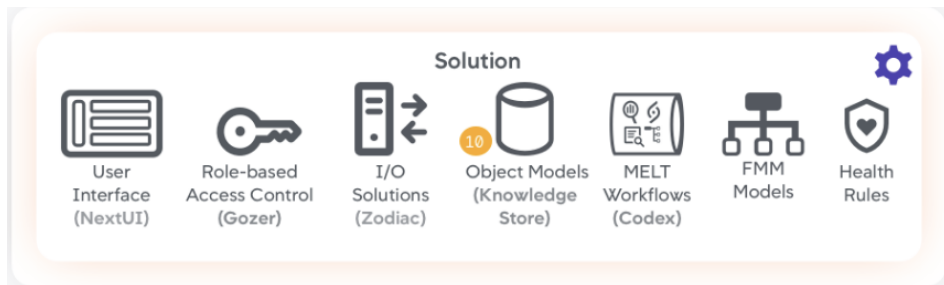 Solution
10
User
Interface
(NextUI)
Role-based
Access Control
(Gozer)
I/O
Solutions
(Zodiac)
Object Models
(Knowledge
Store)
MELT
Workflows
(Codex)
FMM
Models
Health
Rules